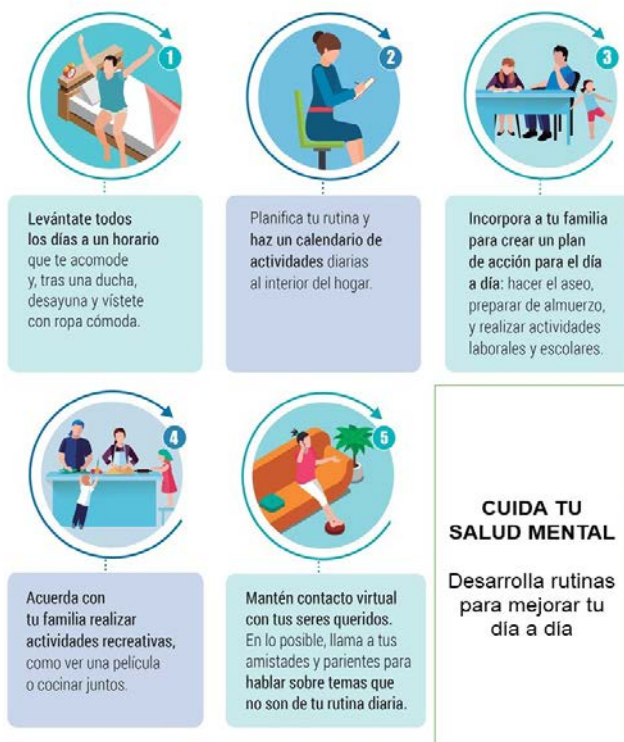 1
Levántate todos
los días a un horario
que te acomode
y, tras una ducha,
desayuna y vístete
con ropa cómoda.
2
Planifica tu rutina y
haz un calendario de
actividades diarias
al interior del hogar.
3
Incorpora a tu familia
para crear un plan
de acción para el día
a día: hacer el aseo,
preparar de almuerzo,
y realizar actividades
laborales y escolares.
4
Acuerda con
tu familia realizar
actividades recreativas,
como ver una película
o cocinar juntos.
5
Mantén contacto virtual
con tus seres queridos.
En lo posible, llama a tus
amistades y parientes para
hablar sobre temas que
no son de tu rutina diaria.
CUIDA TU
SALUD MENTAL
Desarrolla rutinas
para mejorar tu
día a día